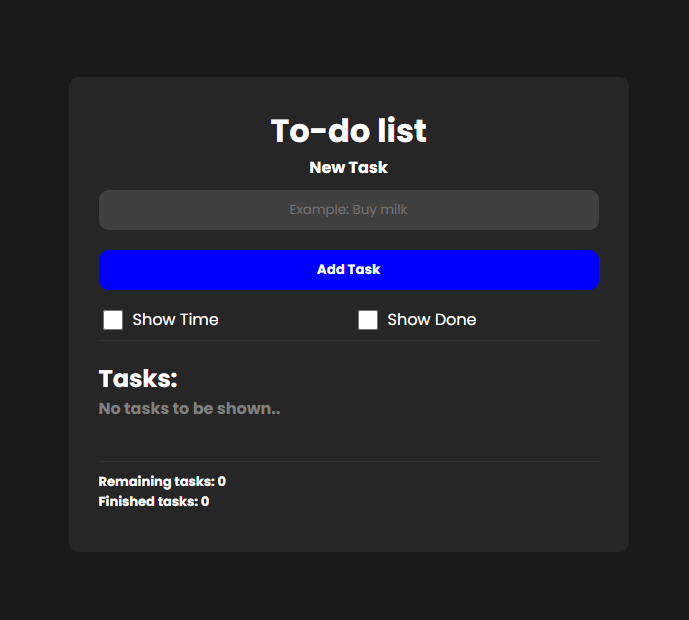 To-do list
New Task
Example: Buy milk
Add Task
Show Time Show Done
Tasks:
No tasks to be shown..
Remaining tasks: 0
Finished tasks: 0